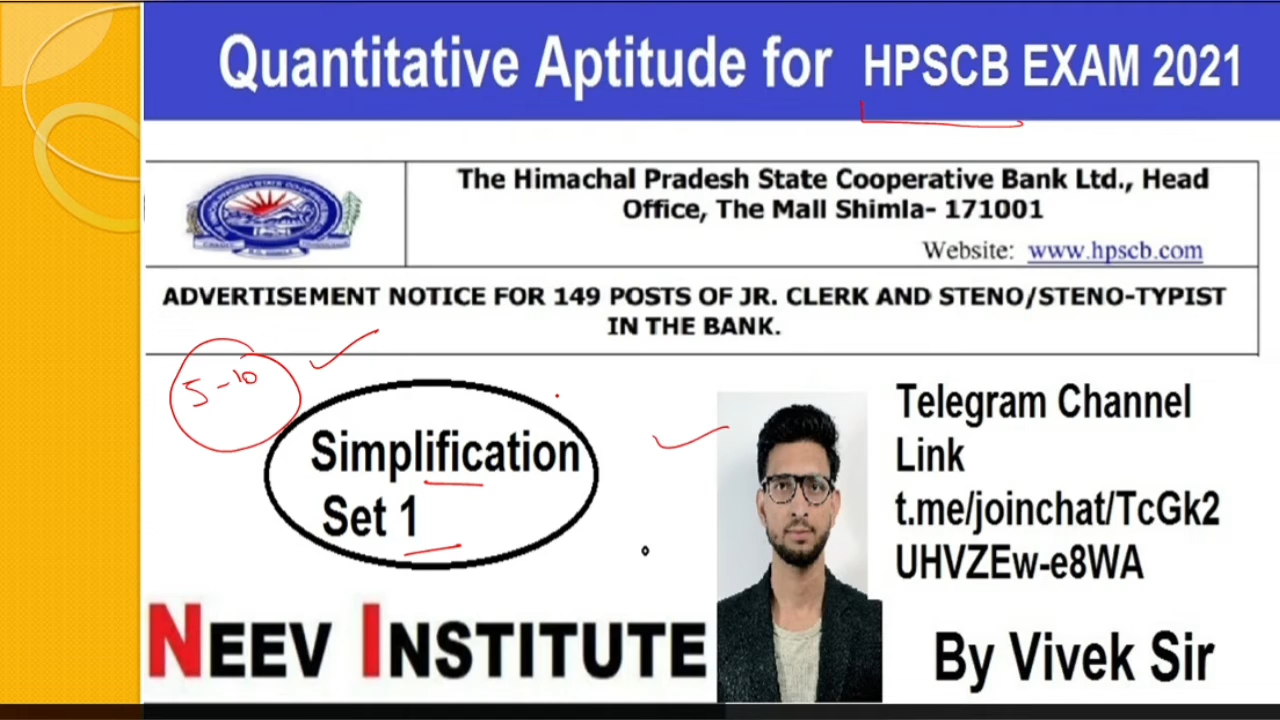 Quantitative Aptitude for HPSCB EXAM 2021
The Himachal Pradesh State Cooperative Bank Ltd., Head
Office, The Mall Shimla- 171001
Website: www.hpscb.com
ADVERTISEMENT NOTICE FOR 149 POSTS OF JR. CLERK AND STENO/STENO-TYPIST
IN THE BANK.
5-10
Simplification
Set 1
Telegram Channel
Link
t.me/joinchat/TcGk2
UHVZEw-e8WA
NEEV INSTITUTE
By Vivek Sir